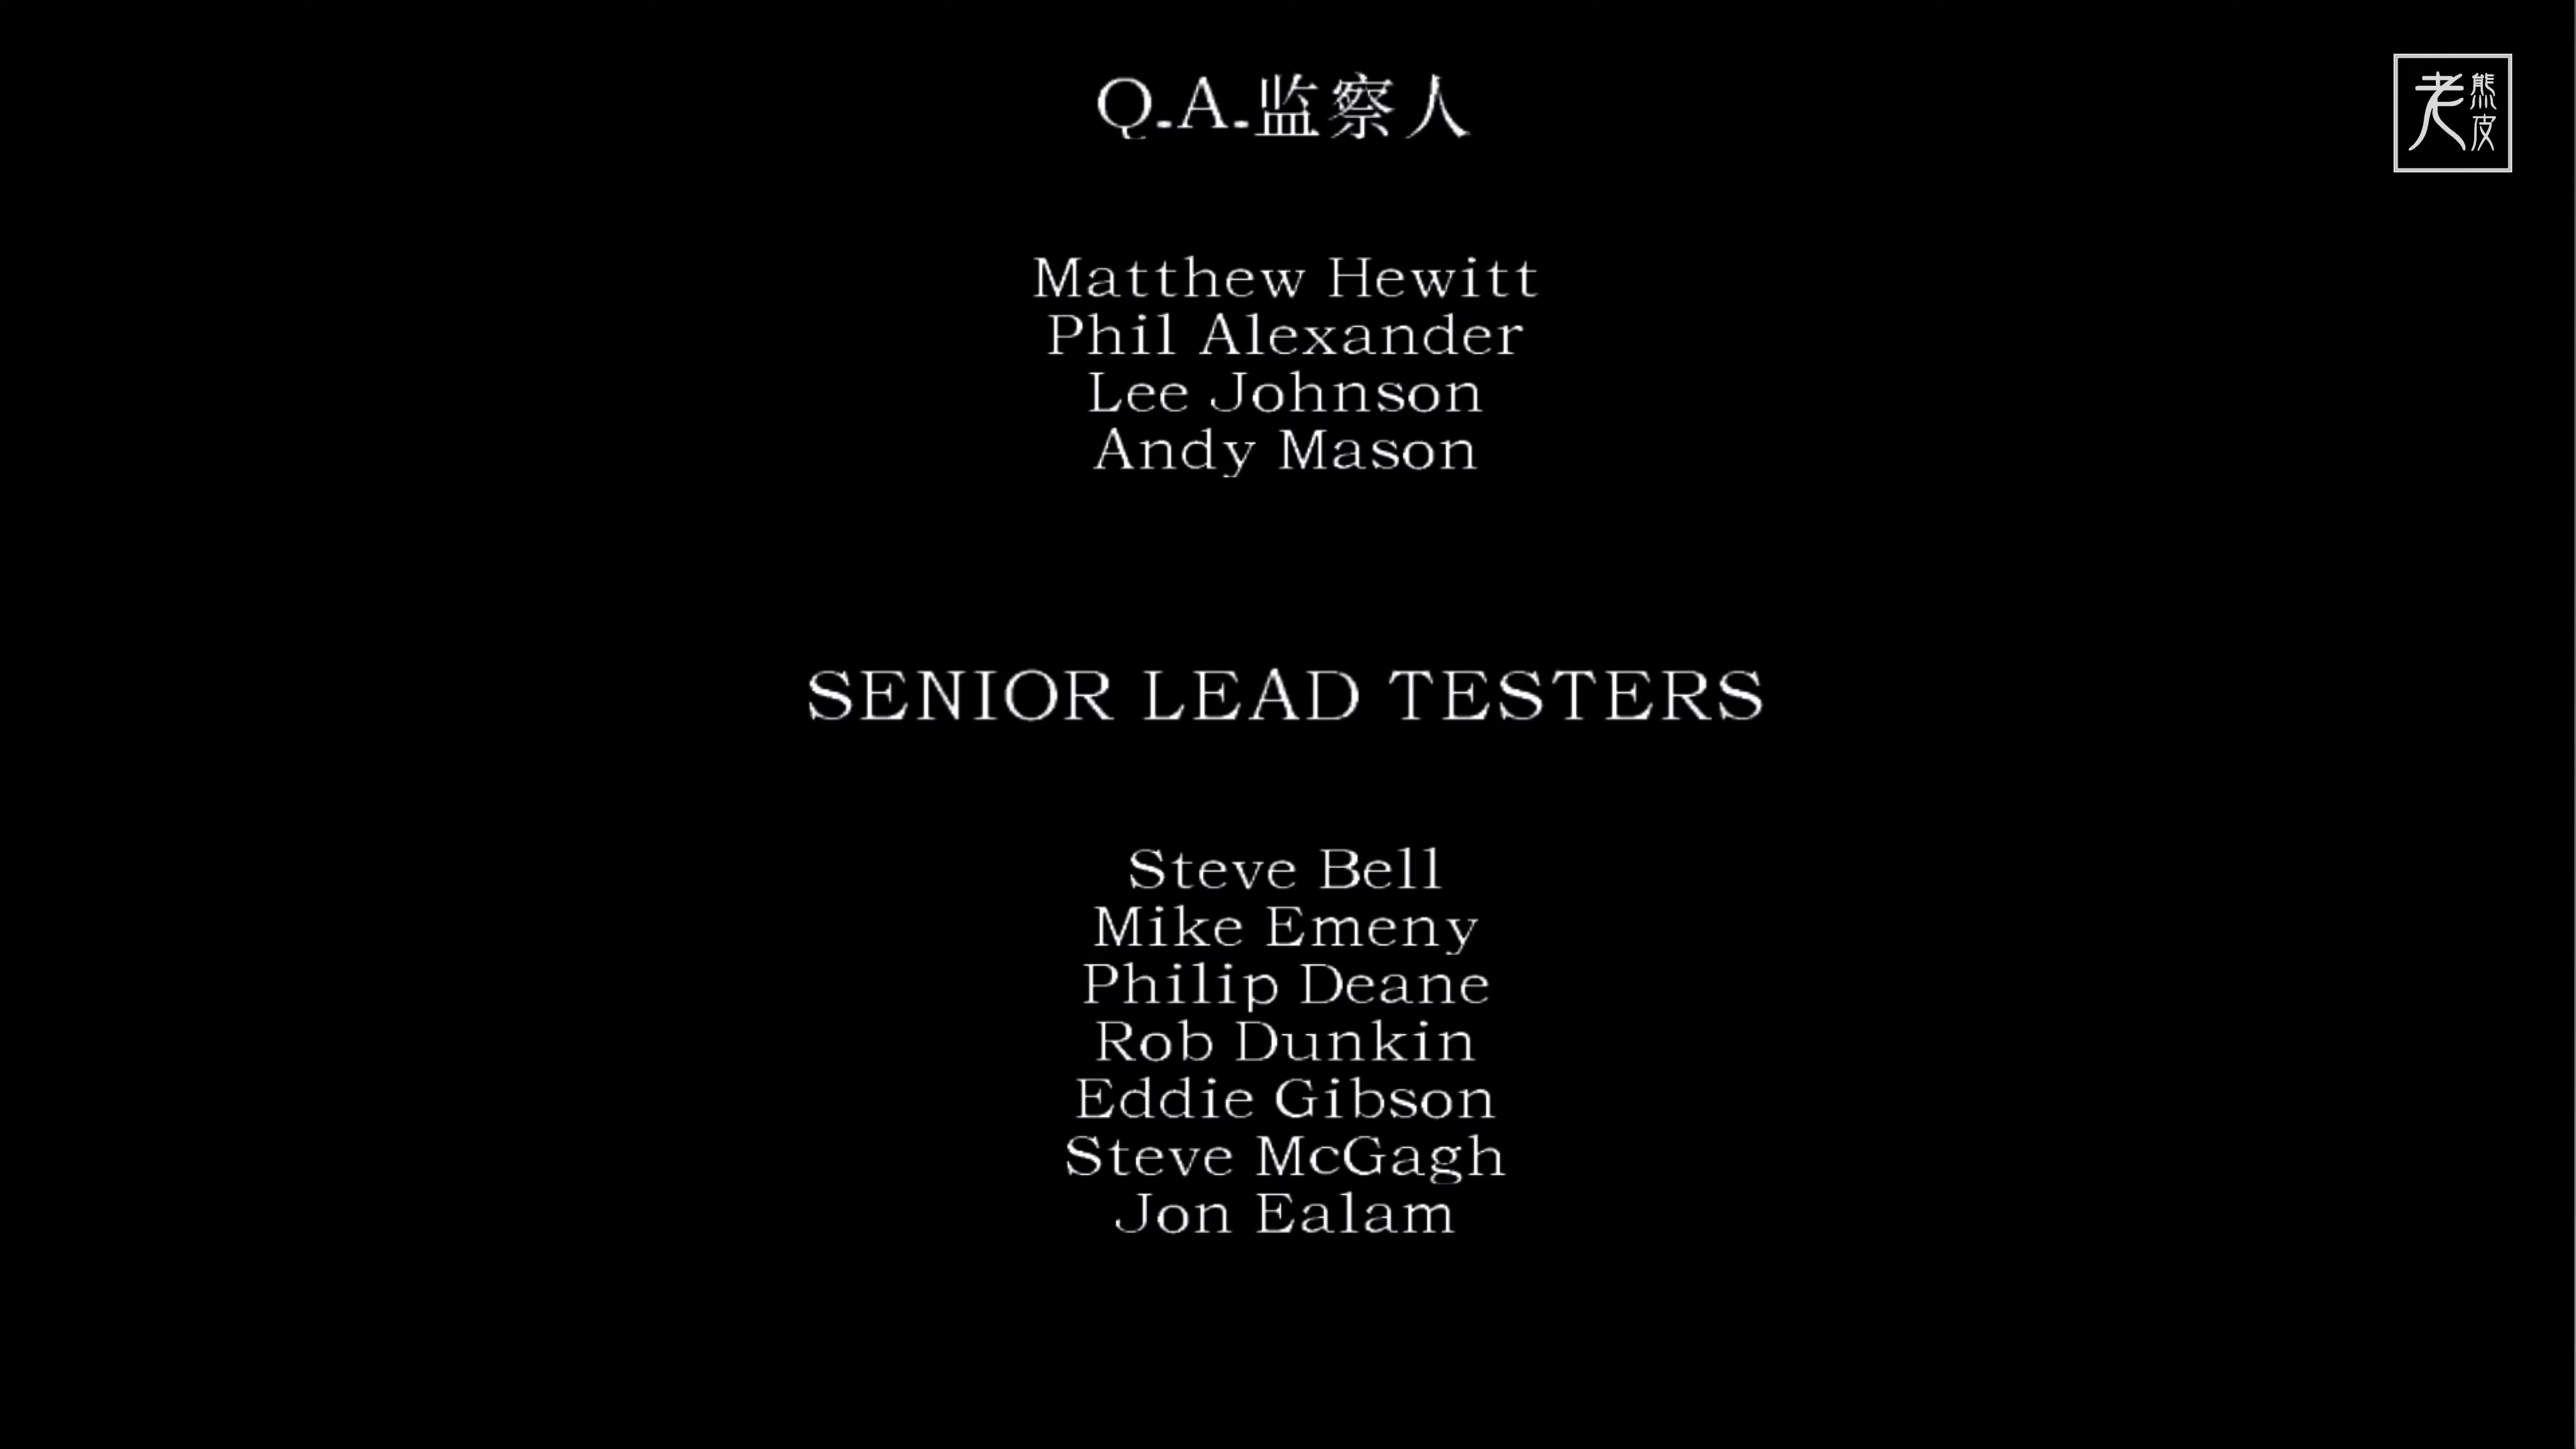 Q.A.监察人
老熊皮
Matthew Hewitt
Phil Alexander
Lee Johnson
Andy Mason
SENIOR LEAD TESTERS
Steve Bell
Mike Emeny
Philip Deane
Rob Dunkin
Eddie Gibson
Steve McGagh
Jon Ealam